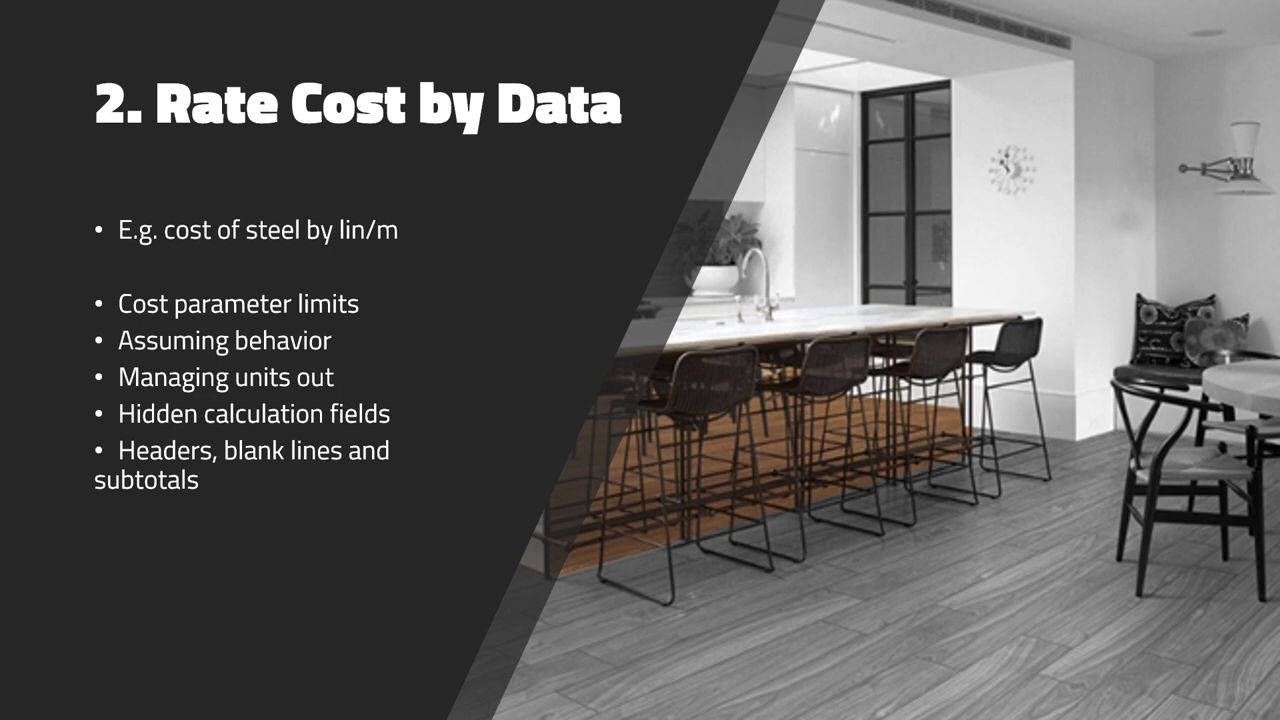 2. Rate Cost by Data
• E.g. cost of steel by lin/m
• Cost parameter limits
• Assuming behavior
• Managing units out
• Hidden calculation fields
• Headers, blank lines and
subtotals